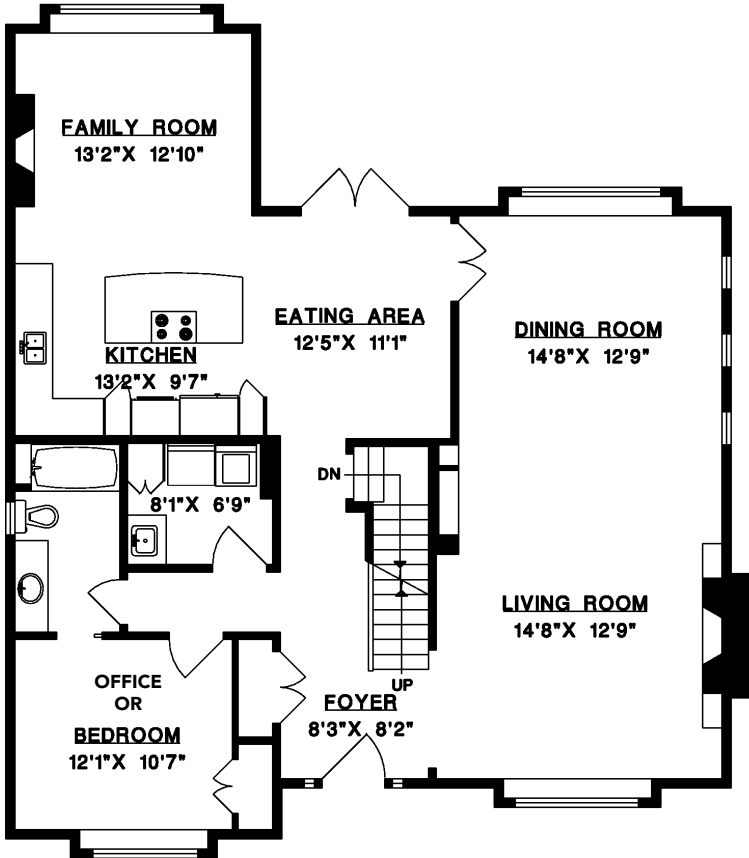 FAMILY ROOM
13'2"X 12'10"
EATING AREA
12'5"X 11'1"
DINING ROOM
14'8"X 12'9"
KITCHEN
13'2"X 9'7"
DN
8'1"X 6'9"
LIVING ROOM
14'8"X 12'9"
OFFICE
OR
BEDROOM
12'1"X 10'7"
UP
FOYER
8'3"X 8'2"